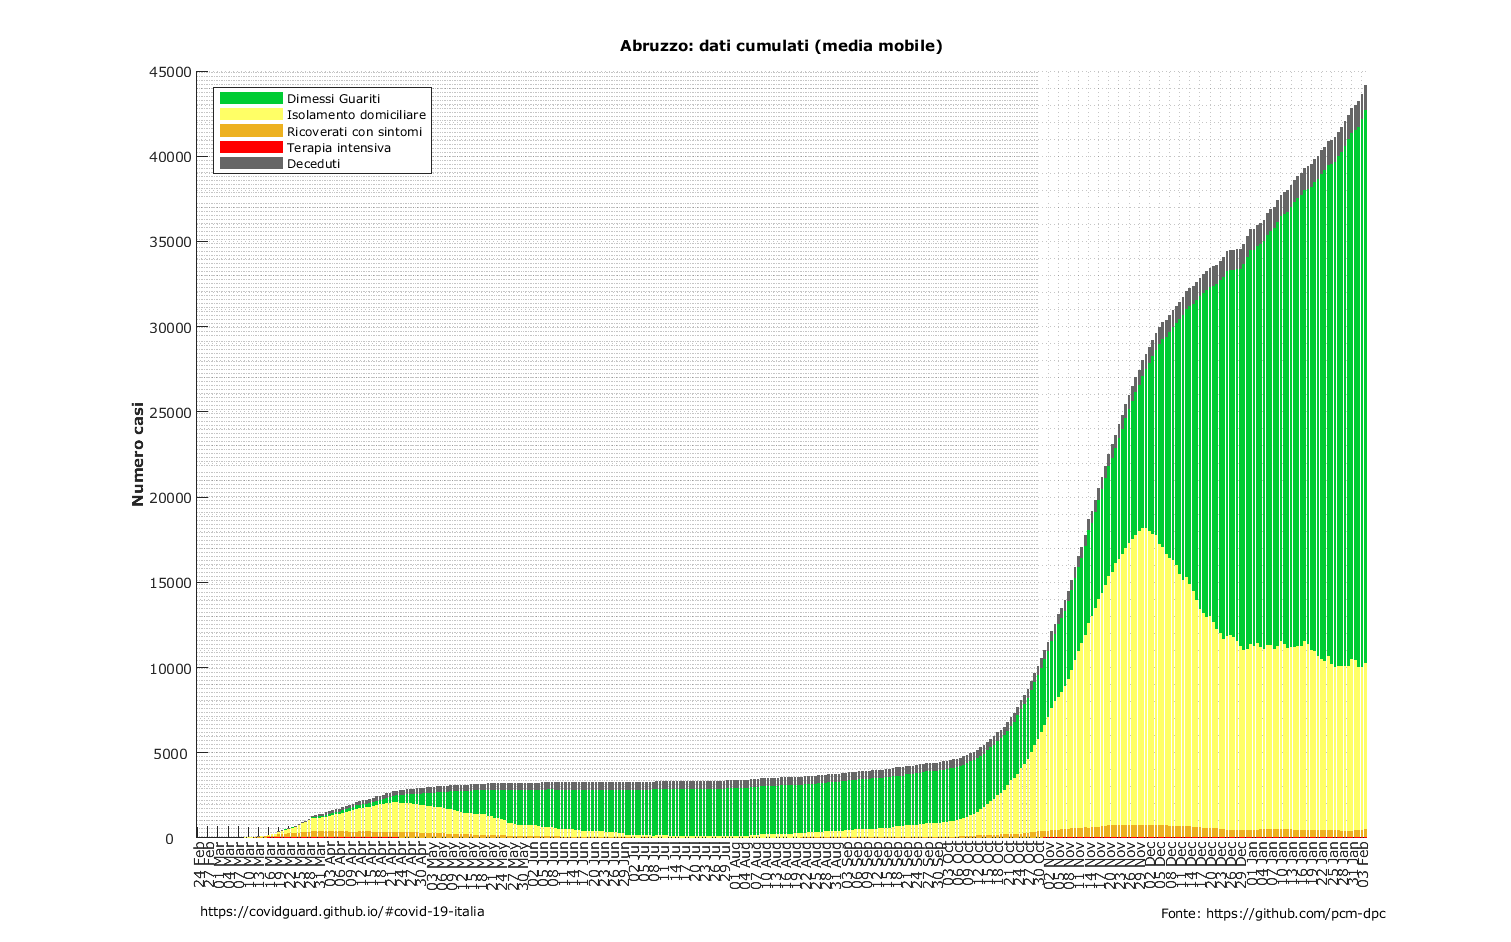 Abruzzo: dati cumulati (media mobile)
45000
40000
35000
30000
25000
20000
15000
10000
5000
0
Numero casi
Dimessi Guariti
Isolamento domiciliare
Ricoverati con sintomi
Terapia intensiva
Deceduti
24 Feb
27 Feb
01 Mar
04 Mar
07 Mar
10 Mar
13 Mar
16 Mar
19 Mar
22 Mar
25 Mar
28 Mar
31 Mar
03 Apr
06 Apr
09 Apr
12 Apr
15 Apr
18 Apr
21 Apr
24 Apr
27 Apr
30 Apr
03 May
06 May
09 May
12 May
15 May
18 May
21 May
24 May
27 May
30 May
02 Jun
05 Jun
08 Jun
11 Jun
14 Jun
17 Jun
20 Jun
23 Jun
26 Jun
29 Jun
02 Jul
05 Jul
08 Jul
11 Jul
14 Jul
17 Jul
20 Jul
23 Jul
26 Jul
29 Jul
01 Aug
04 Aug
07 Aug
10 Aug
13 Aug
16 Aug
19 Aug
22 Aug
25 Aug
28 Aug
31 Aug
03 Sep
06 Sep
09 Sep
12 Sep
15 Sep
18 Sep
21 Sep
24 Sep
27 Sep
30 Sep
03 Oct
06 Oct
09 Oct
12 Oct
15 Oct
18 Oct
21 Oct
24 Oct
27 Oct
30 Oct
02 Nov
05 Nov
08 Nov
11 Nov
14 Nov
17 Nov
20 Nov
23 Nov
26 Nov
29 Nov
02 Dec
05 Dec
08 Dec
11 Dec
14 Dec
17 Dec
20 Dec
23 Dec
26 Dec
29 Dec
01 Jan
04 Jan
07 Jan
10 Jan
13 Jan
16 Jan
19 Jan
22 Jan
25 Jan
28 Jan
31 Jan
03 Feb
https://covidguard.github.io/#covid-19-italia
Fonte: https://github.com/pcm-dpc